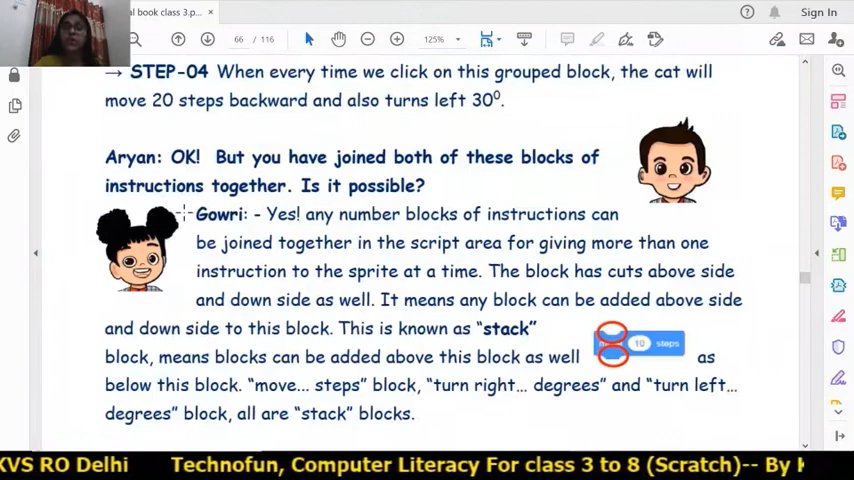 al book class 3.p... ×
Sign In
66 / 116
125%
→ STEP-04 When every time we click on this grouped block, the cat will
move 20 steps backward and also turns left 30⁰.
Aryan: OK! But you have joined both of these blocks of
instructions together. Is it possible?
Gowri: - Yes! any number blocks of instructions can
be joined together in the script area for giving more than one
instruction to the sprite at a time. The block has cuts above side
and down side as well. It means any block can be added above side
and down side to this block. This is known as “stack”
block, means blocks can be added above this block as well
10 steps
as
below this block. “move... steps” block, “turn right... degrees” and “turn left...
degrees” block, all are “stack” blocks.
KVS RO Delhi Technofun, Computer Literacy For class 3 to 8 (Scratch)-- By K